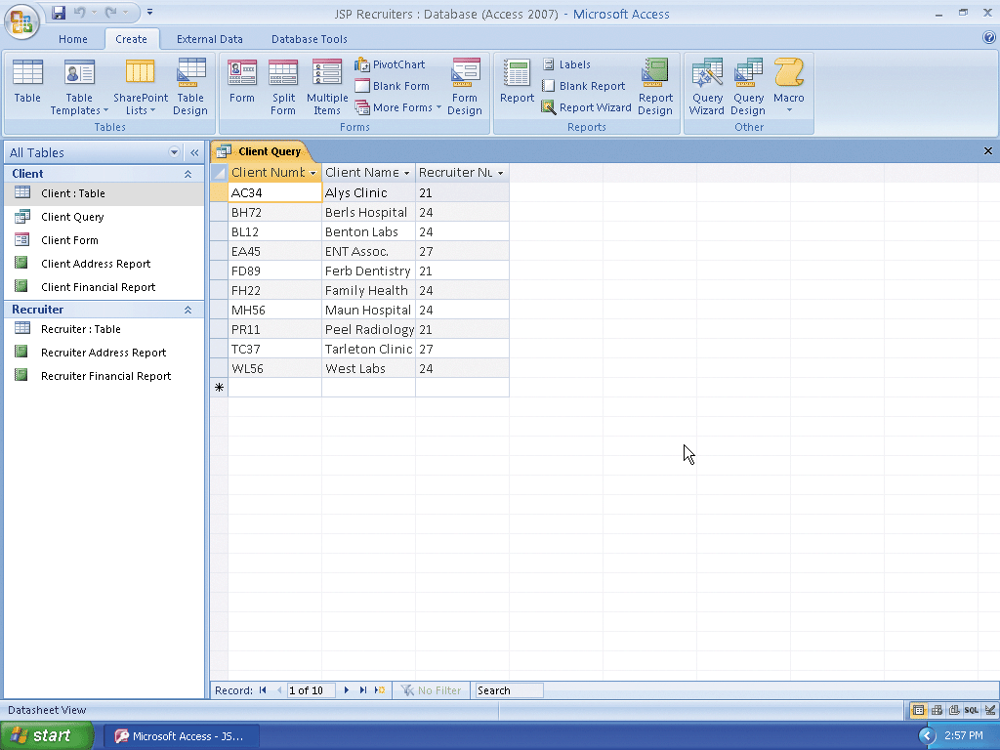 JSP Recruiters : Database (Access 2007) - Microsoft Access
Home Create External Data Database Tools
Table Table Templates SharePoint Lists Table Design
Form Split Form Multiple Items PivotChart Blank Form More Forms Form Design
Report Labels Blank Report Report Wizard Report Design
Query Wizard Query Design Macro
Tables Forms Reports Other
All Tables «
Client
Client : Table
Client Query
Client Form
Client Address Report
Client Financial Report
Recruiter
Recruiter : Table
Recruiter Address Report
Recruiter Financial Report
Client Query
Client Numb Client Name Recruiter Nu
AC34 Alys Clinic 21
BH72 Berls Hospital 24
BL12 Benton Labs 24
EA45 ENT Assoc. 27
FD89 Ferb Dentistry 21
FH22 Family Health 24
MH56 Maun Hospital 24
PR11 Peel Radiology 21
TC37 Tarleton Clinic 27
WL56 West Labs 24
*
Record: 1 of 10 No Filter Search
Datasheet View SQL
start Microsoft Access - JS... 2:57 PM